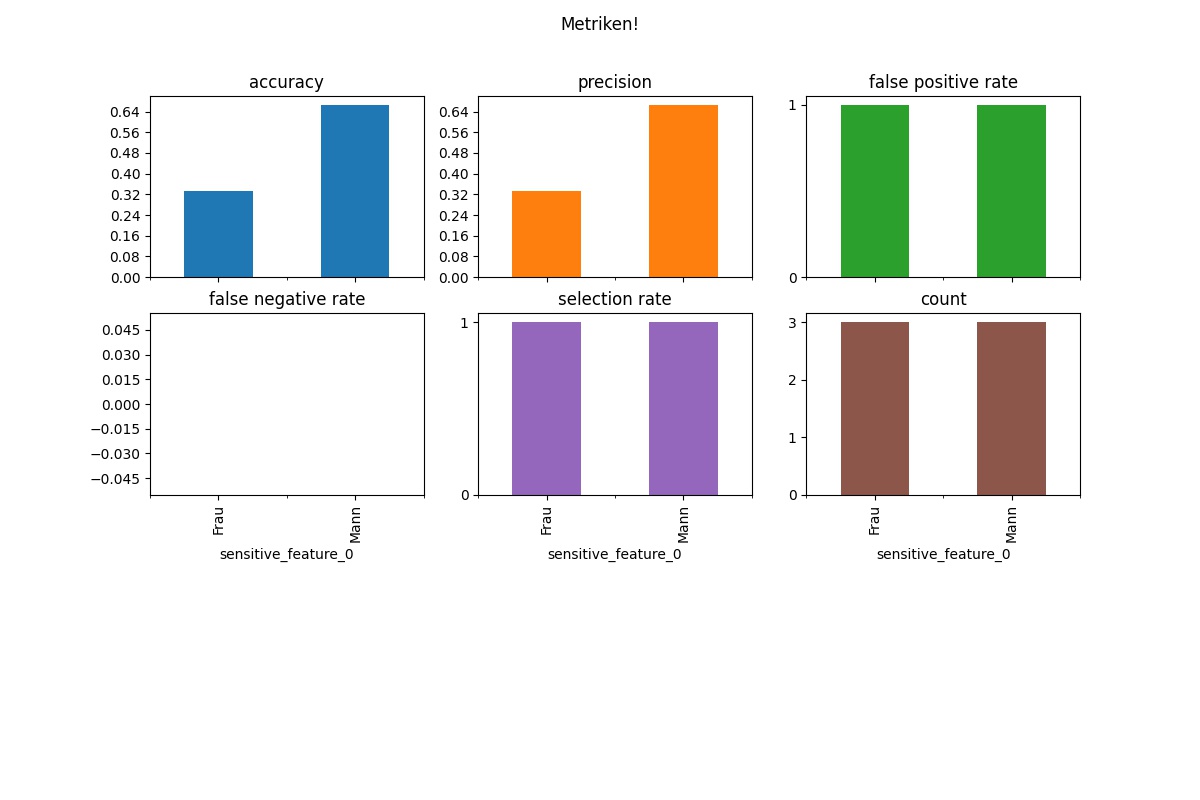 Metriken!
accuracy
0.64
0.56
0.48
0.40
0.32
0.24
0.16
0.08
0.00
precision
0.64
0.56
0.48
0.40
0.32
0.24
0.16
0.08
0.00
false positive rate
1
0
false negative rate
0.045
0.030
0.015
0.000
−0.015
−0.030
−0.045
Frau
Mann
sensitive_feature_0
selection rate
1
0
Frau
Mann
sensitive_feature_0
count
3
2
1
0
Frau
Mann
sensitive_feature_0